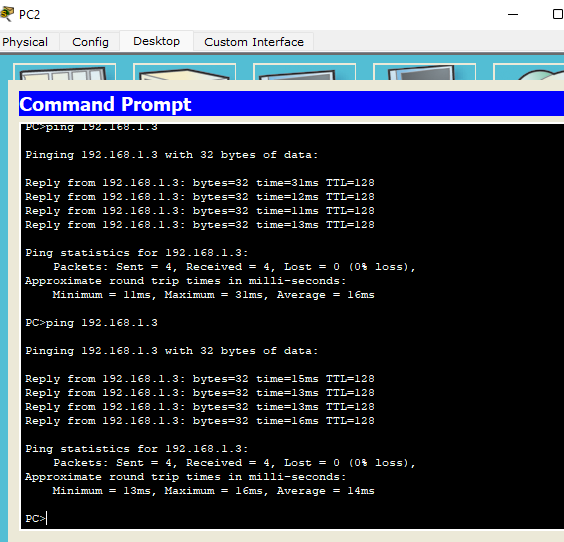 PC2
Physical Config Desktop Custom Interface
Command Prompt
PC>ping 192.168.1.3
Pinging 192.168.1.3 with 32 bytes of data:
Reply from 192.168.1.3: bytes=32 time=31ms TTL=128
Reply from 192.168.1.3: bytes=32 time=12ms TTL=128
Reply from 192.168.1.3: bytes=32 time=11ms TTL=128
Reply from 192.168.1.3: bytes=32 time=13ms TTL=128
Ping statistics for 192.168.1.3:
Packets: Sent = 4, Received = 4, Lost = 0 (0% loss),
Approximate round trip times in milli-seconds:
Minimum = 11ms, Maximum = 31ms, Average = 16ms
PC>ping 192.168.1.3
Pinging 192.168.1.3 with 32 bytes of data:
Reply from 192.168.1.3: bytes=32 time=15ms TTL=128
Reply from 192.168.1.3: bytes=32 time=13ms TTL=128
Reply from 192.168.1.3: bytes=32 time=13ms TTL=128
Reply from 192.168.1.3: bytes=32 time=16ms TTL=128
Ping statistics for 192.168.1.3:
Packets: Sent = 4, Received = 4, Lost = 0 (0% loss),
Approximate round trip times in milli-seconds:
Minimum = 13ms, Maximum = 16ms, Average = 14ms
PC>